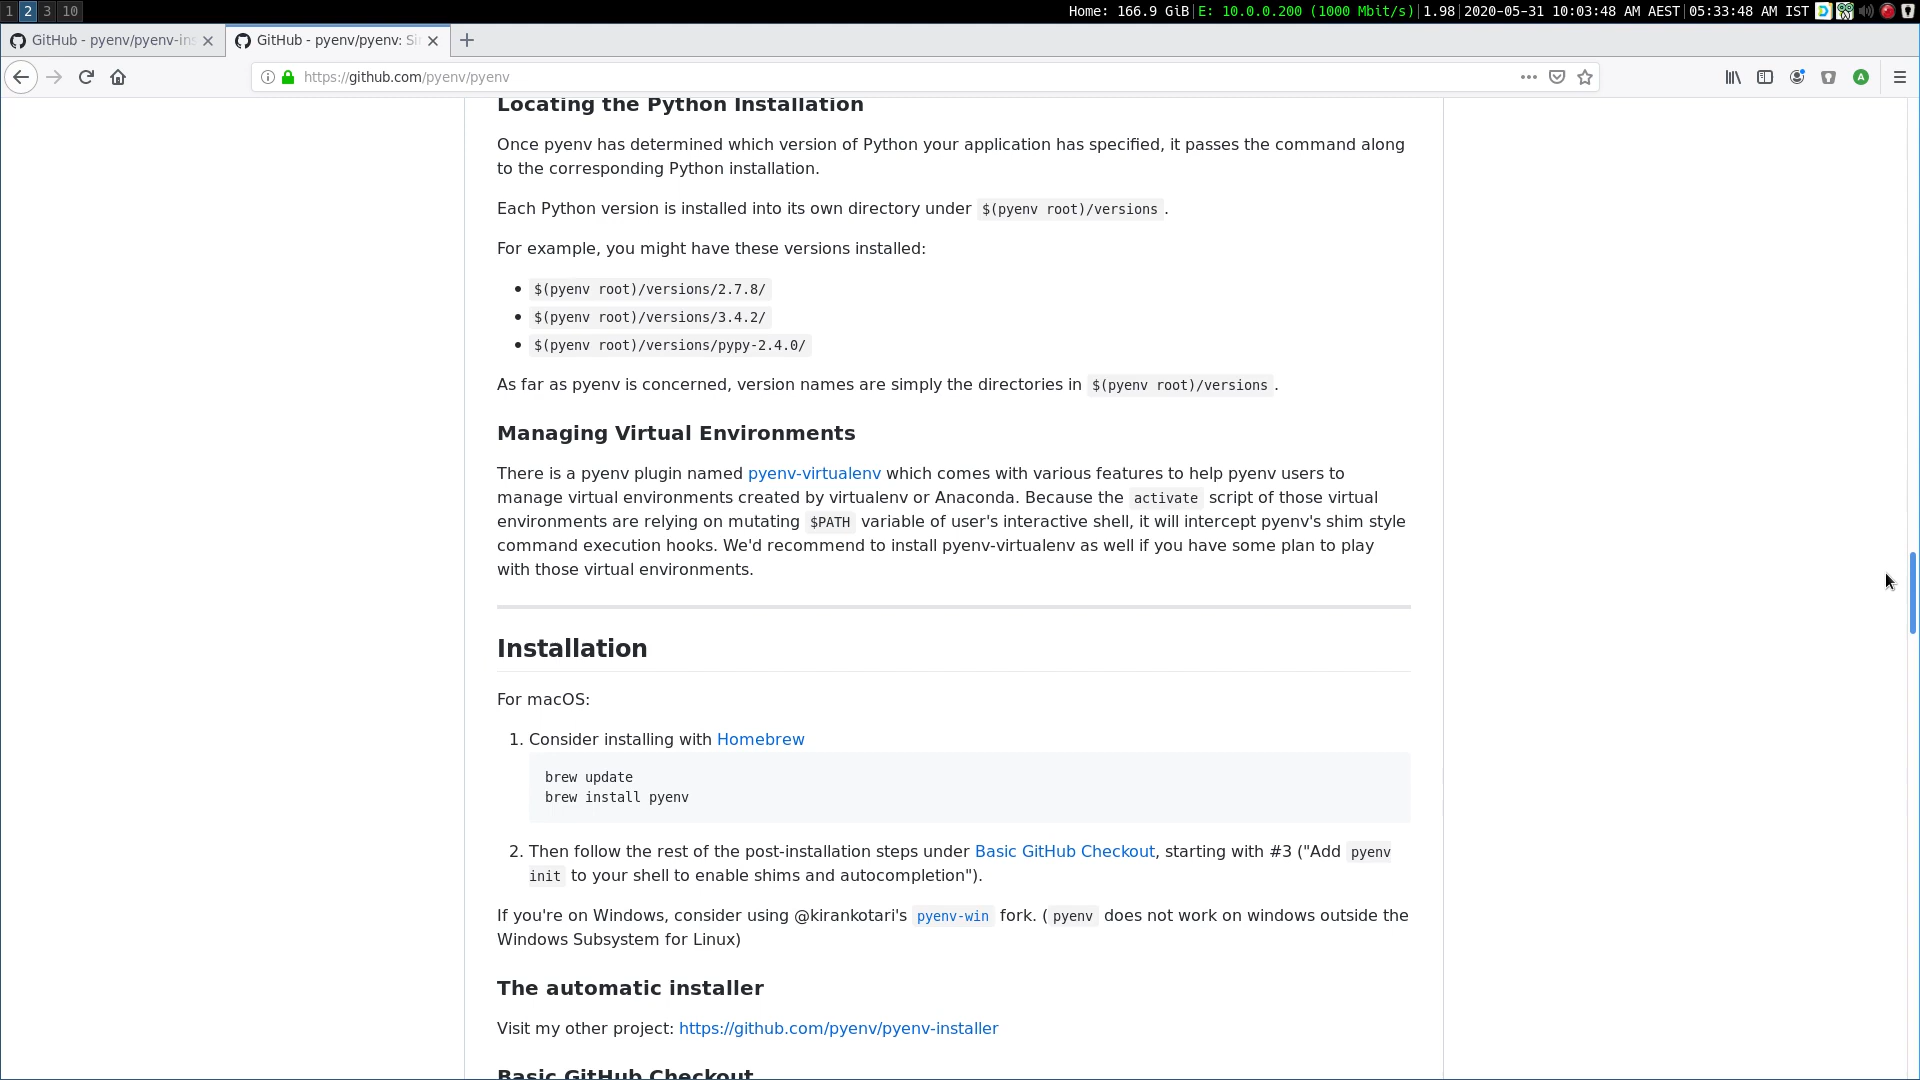 1 2 3 10 Home: 166.9 GiB|E: 10.0.0.200 (1000 Mbit/s)|1.98|2020-05-31 10:03:48 AM AEST|05:33:48 AM IST
GitHub - pyenv/pyenv-ins GitHub - pyenv/pyenv: Si
https://github.com/pyenv/pyenv
Locating the Python Installation
Once pyenv has determined which version of Python your application has specified, it passes the command along
to the corresponding Python installation.
Each Python version is installed into its own directory under $(pyenv root)/versions .
For example, you might have these versions installed:
• $(pyenv root)/versions/2.7.8/
• $(pyenv root)/versions/3.4.2/
• $(pyenv root)/versions/pypy-2.4.0/
As far as pyenv is concerned, version names are simply the directories in $(pyenv root)/versions .
Managing Virtual Environments
There is a pyenv plugin named pyenv-virtualenv which comes with various features to help pyenv users to
manage virtual environments created by virtualenv or Anaconda. Because the activate script of those virtual
environments are relying on mutating $PATH variable of user's interactive shell, it will intercept pyenv's shim style
command execution hooks. We'd recommend to install pyenv-virtualenv as well if you have some plan to play
with those virtual environments.
Installation
For macOS:
1. Consider installing with Homebrew
brew update
brew install pyenv
2. Then follow the rest of the post-installation steps under Basic GitHub Checkout, starting with #3 ("Add pyenv
init to your shell to enable shims and autocompletion").
If you're on Windows, consider using @kirankotari's pyenv-win fork. ( pyenv does not work on windows outside the
Windows Subsystem for Linux)
The automatic installer
Visit my other project: https://github.com/pyenv/pyenv-installer
Basic GitHub Checkout